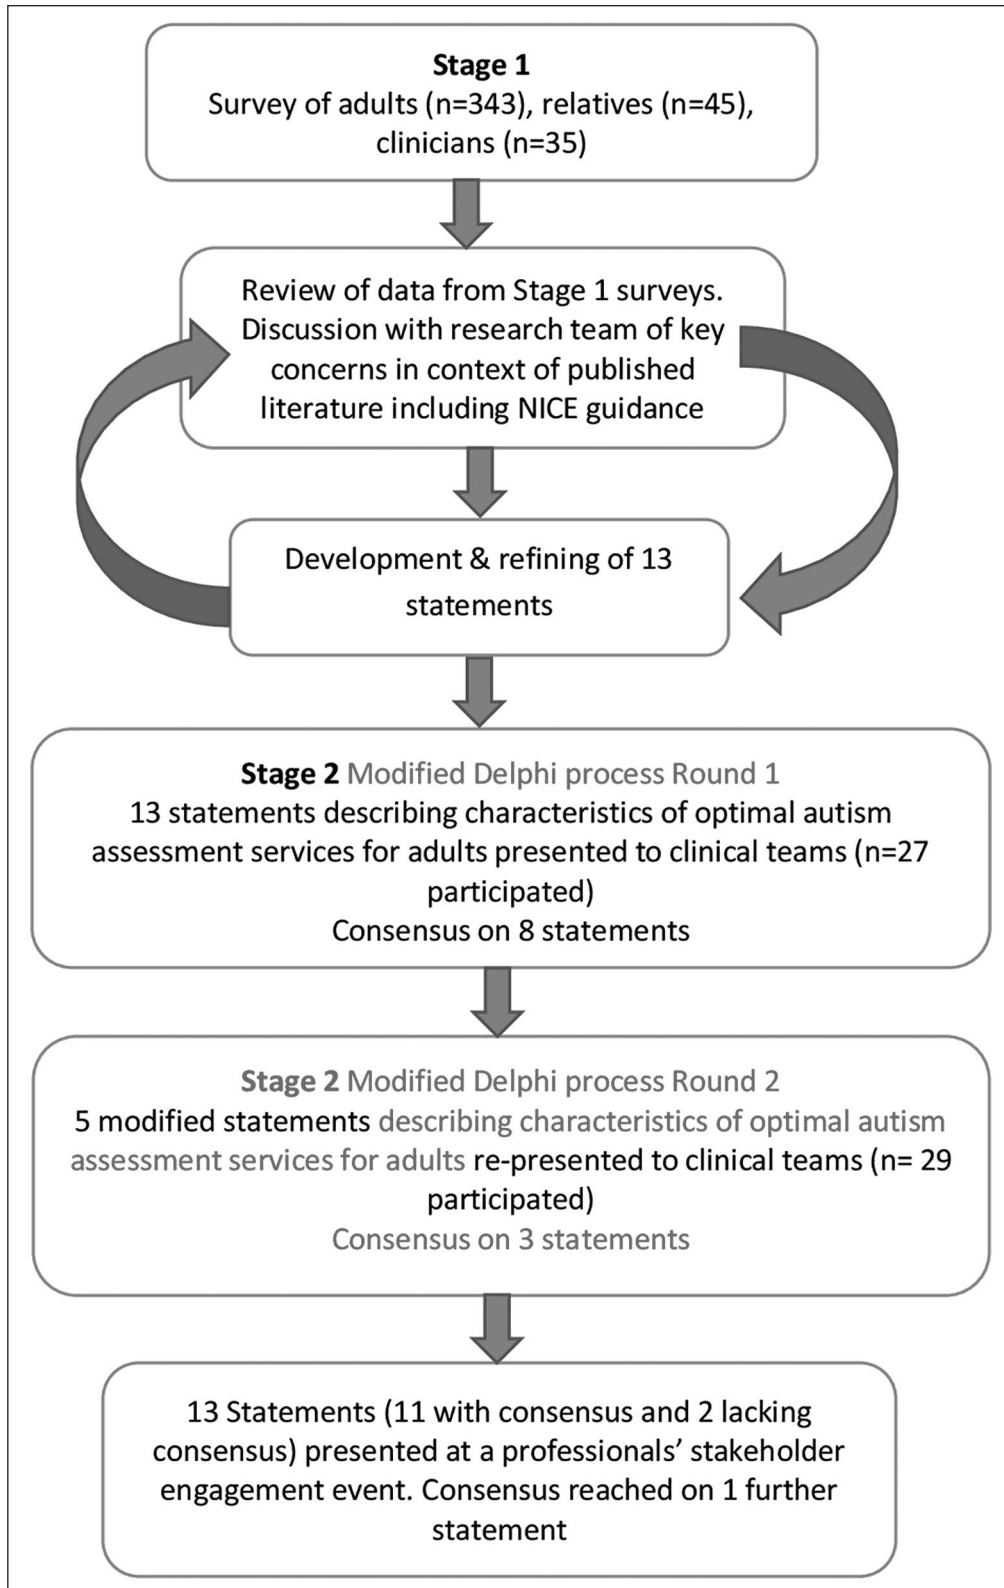 Stage 1
Survey of adults (n=343), relatives (n=45),
clinicians (n=35)
Review of data from Stage 1 surveys.
Discussion with research team of key
concerns in context of published
literature including NICE guidance
Development & refining of 13
statements
Stage 2 Modified Delphi process Round 1
13 statements describing characteristics of optimal autism
assessment services for adults presented to clinical teams (n=27
participated)
Consensus on 8 statements
Stage 2 Modified Delphi process Round 2
5 modified statements describing characteristics of optimal autism
assessment services for adults re-presented to clinical teams (n= 29
participated)
Consensus on 3 statements
13 Statements (11 with consensus and 2 lacking
consensus) presented at a professionals’ stakeholder
engagement event. Consensus reached on 1 further
statement